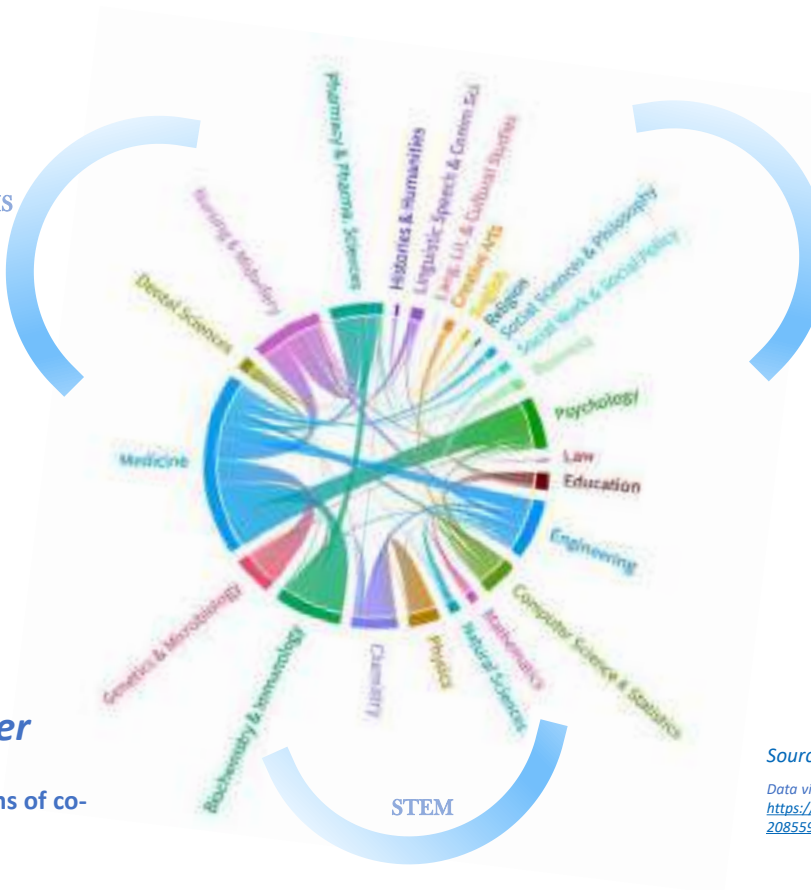 Pharmacy & Pharma. Sciences
Histories & Humanities
Linguistic Speech & Comm Sci
Lang, Lit, & Cultural Studies
Creative Arts
Religion
Social Sciences & Philosophy
Social Work & Social Policy
Psychology
Law
Education
Engineering
Computer Science & Statistics
Mathematics
Natural Sciences
Physics
Chemistry
Biochemistry & Immunology
Genetics & Microbiology
Medicine
Dental Sciences
Nursing & Midwifery
STEM
er
ns of co-
Sourc
Data vi
https:/
208559